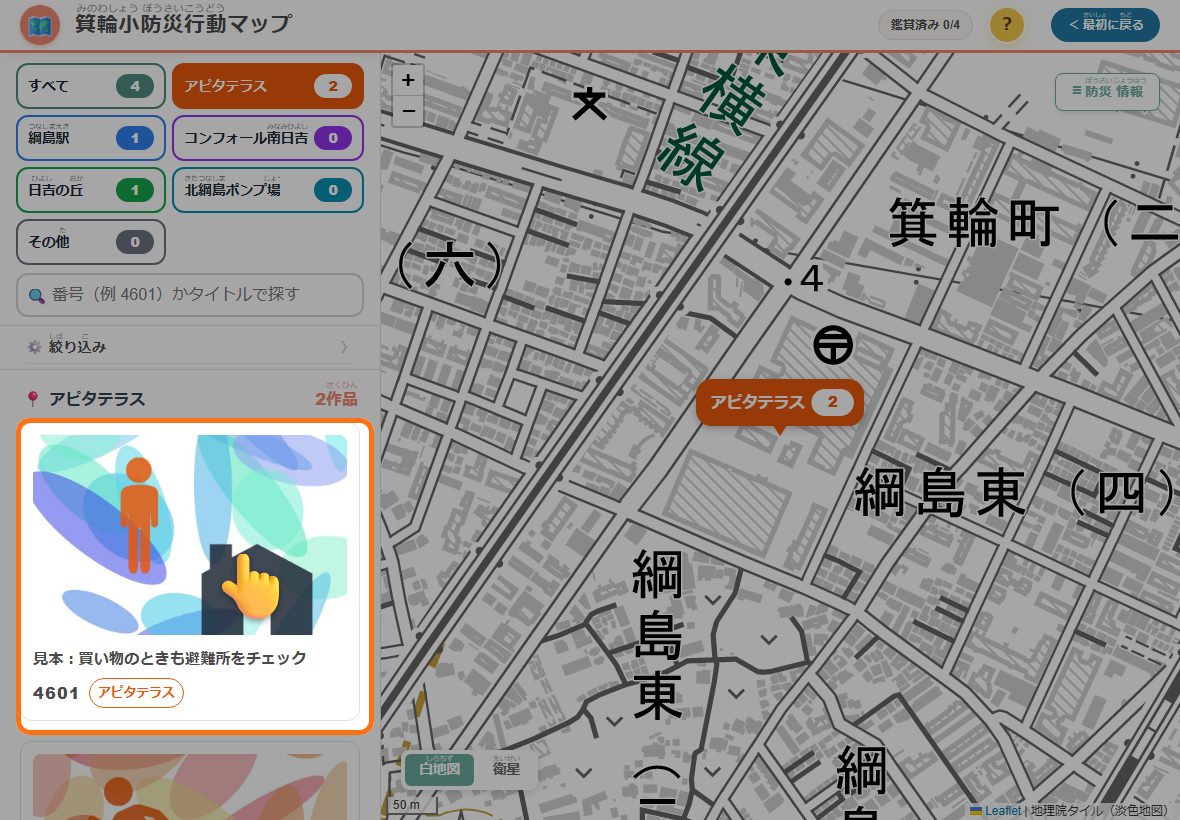 みのわしょう ぼうさいこうどう
箕輪小防災行動マップ
鑑賞済み 0/4
?
さいしょ もど
< 最初に戻る
すべて 4
アピタテラス 2
つなしまえき
綱島駅 1
みなみひよし
コンフォール南日吉 0
ひよし おか
日吉の丘 1
きたつなしま じょう
北綱島ポンプ場 0
た
その他 0
番号（例 4601）かタイトルで探す
しぼ こ
絞り込み
アピタテラス
さくひん
2作品
見本：買い物のときも避難所をチェック
4601 アピタテラス
+
−
ぼうさいじょうほう
≡ 防災 情報
横
線
箕輪町（二
（六）
・4
アピタテラス 2
綱島東（四）
綱
島
東
（
二
綱
島
しろちず
白地図
えいせい
衛星
50 m
Leaflet | 地理院タイル（淡色地図）